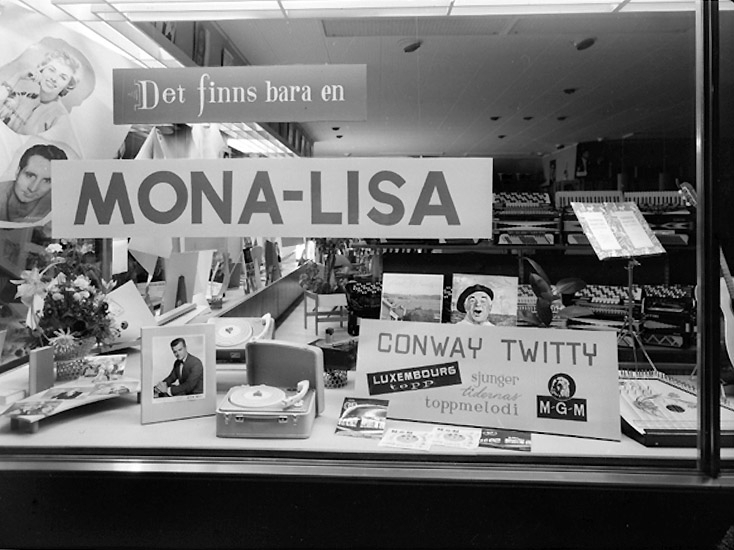 Det finns bara en
MONA-LISA
CONWAY TWITTY
LUXEMBOURG
topp
sjunger
tidernas
toppmelodi
M-G-M